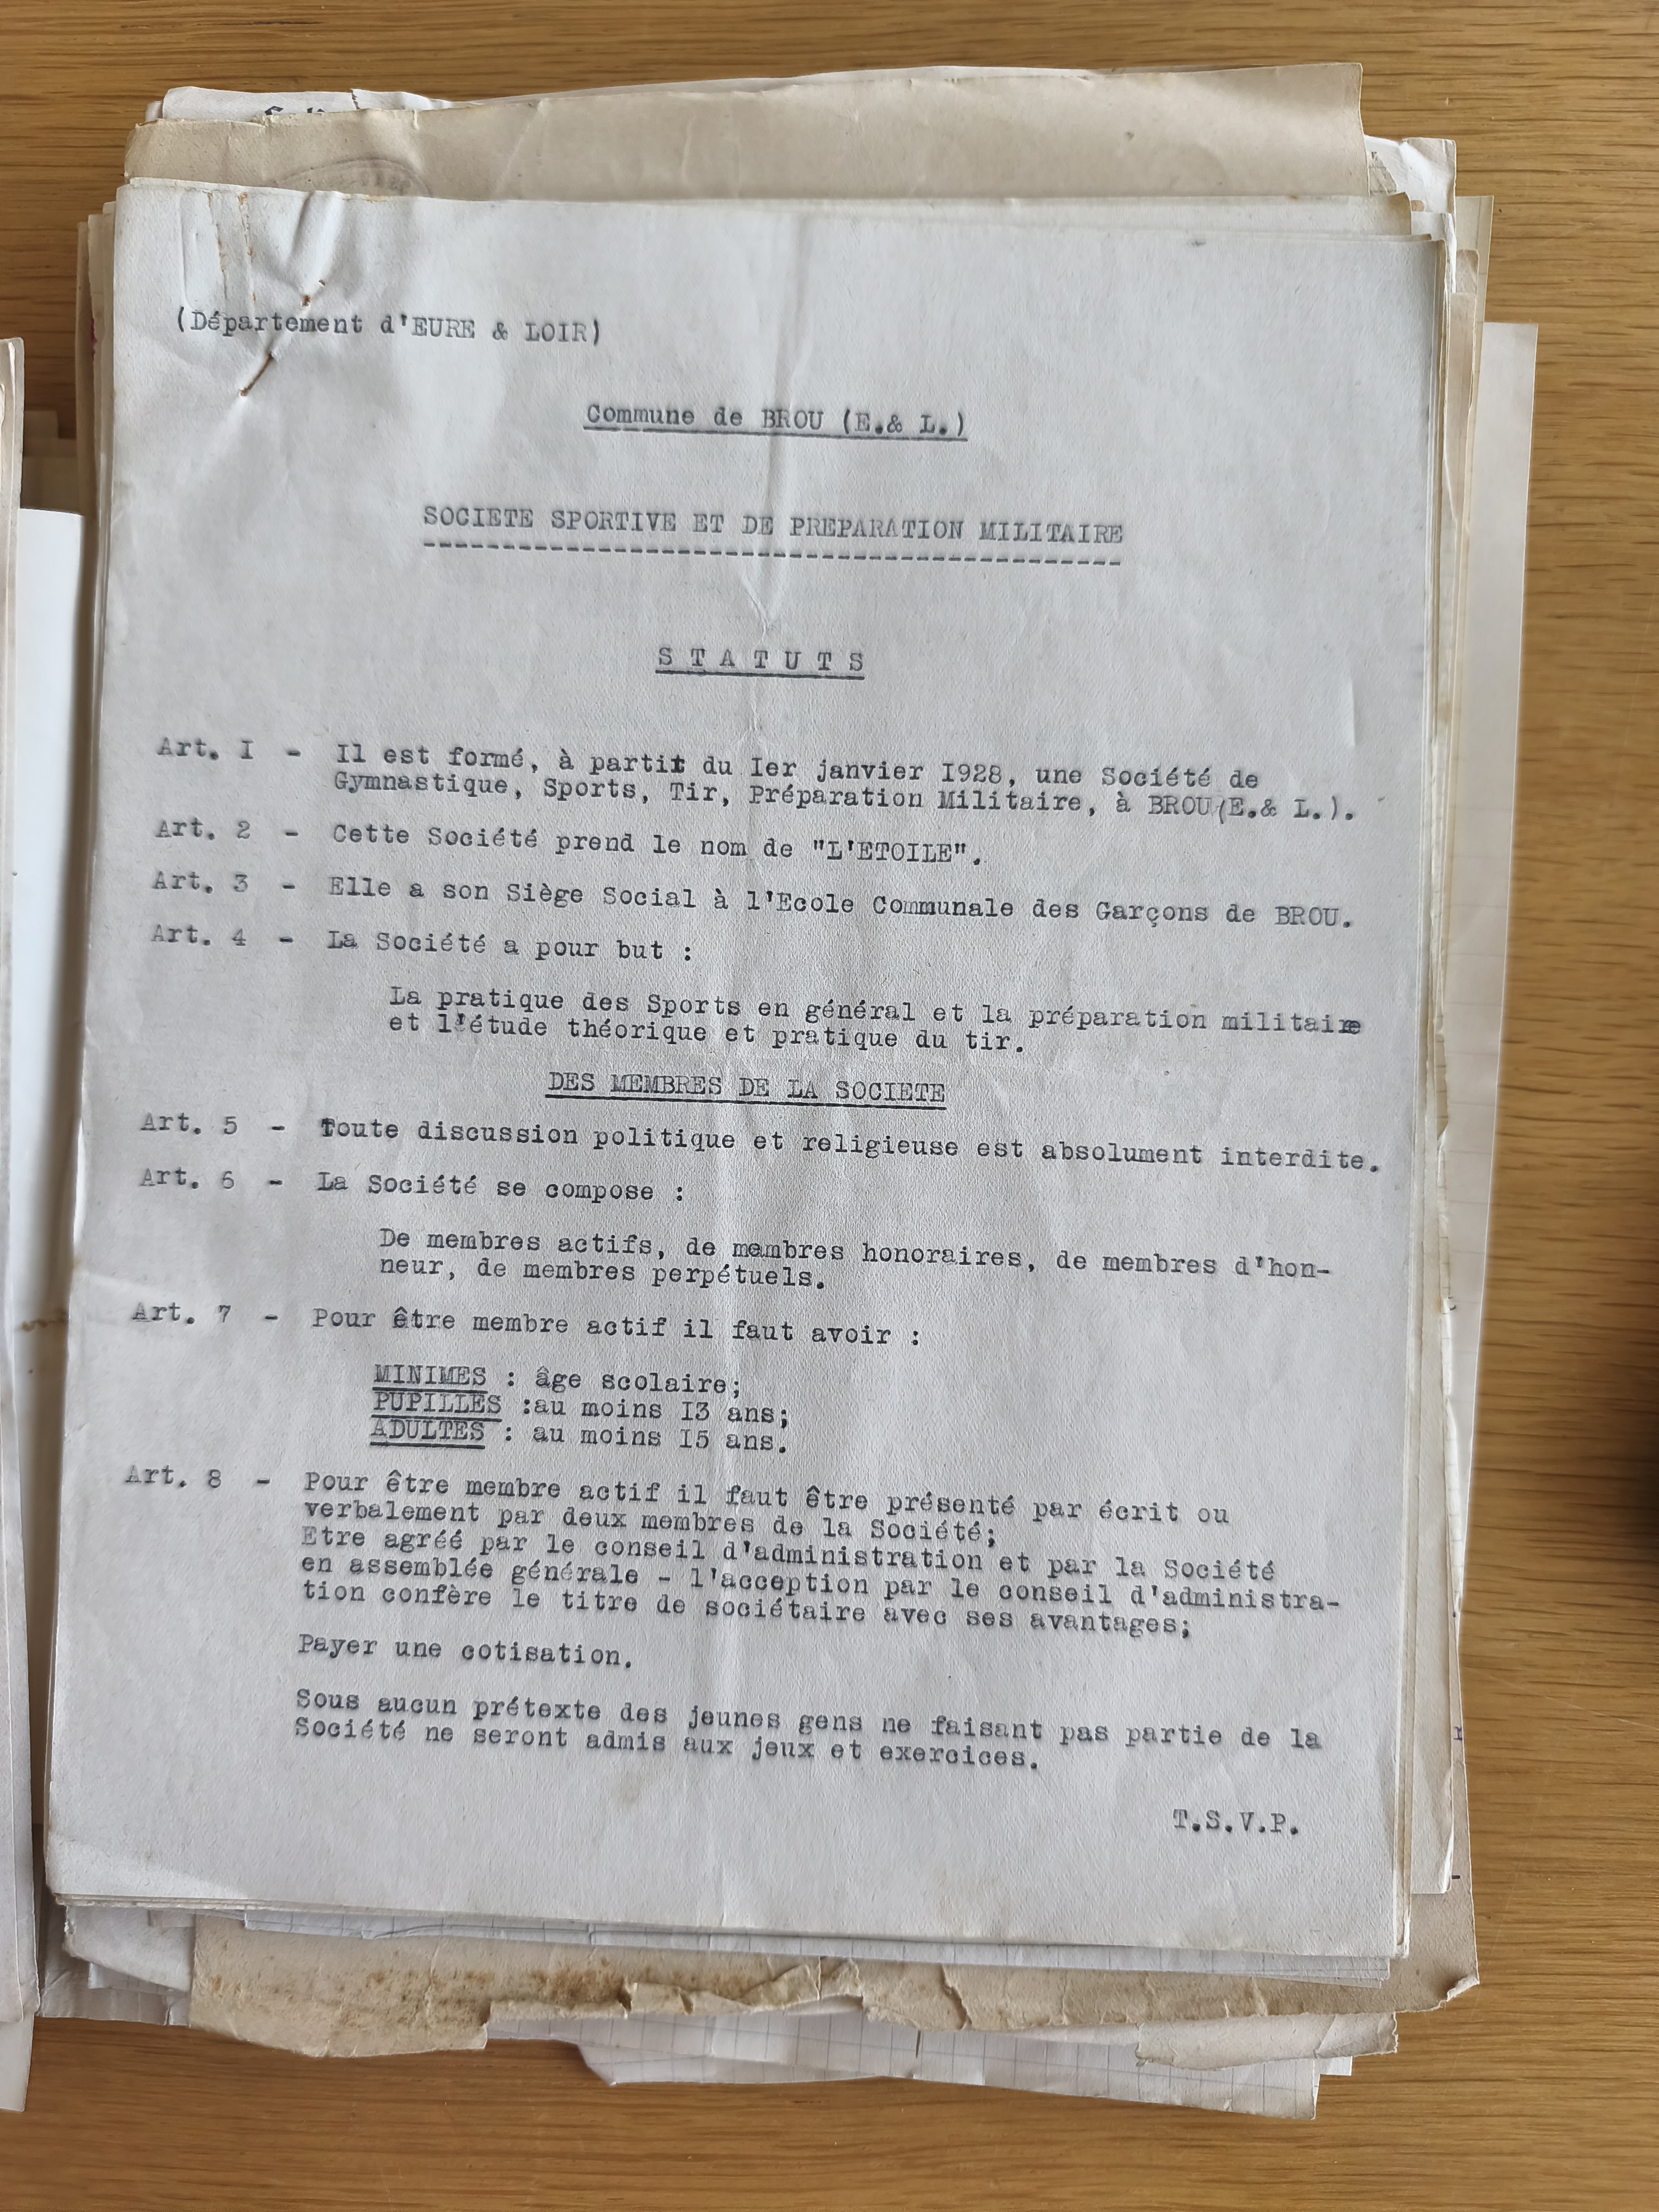 (Département d'EURE & LOIR)
Commune de BROU (E.& L.)
SOCIETE SPORTIVE ET DE PREPARATION MILITAIRE
S T A T U T S
Art. I - Il est formé, à partir du Ier janvier I928, une Société de
Gymnastique, Sports, Tir, Préparation Militaire, à BROU(E.& L.).
Art. 2 - Cette Société prend le nom de "L'ETOILE".
Art. 3 - Elle a son Siège Social à l'Ecole Communale des Garçons de BROU.
Art. 4 - La Société a pour but :
La pratique des Sports en général et la préparation militaire
et l'étude théorique et pratique du tir.
DES MEMBRES DE LA SOCIETE
Art. 5 - Toute discussion politique et religieuse est absolument interdite.
Art. 6 - La Société se compose :
De membres actifs, de membres honoraires, de membres d'hon-
neur, de membres perpétuels.
Art. 7 - Pour être membre actif il faut avoir :
MINIMES : âge scolaire;
PUPILLES :au moins I3 ans;
ADULTES : au moins I5 ans.
Art. 8 - Pour être membre actif il faut être présenté par écrit ou
verbalement par deux membres de la Société;
Etre agréé par le conseil d'administration et par la Société
en assemblée générale - l'acception par le conseil d'administra-
tion confère le titre de sociétaire avec ses avantages;
Payer une cotisation.
Sous aucun prétexte des jeunes gens ne faisant pas partie de la
Société ne seront admis aux jeux et exercices.
T.S.V.P.